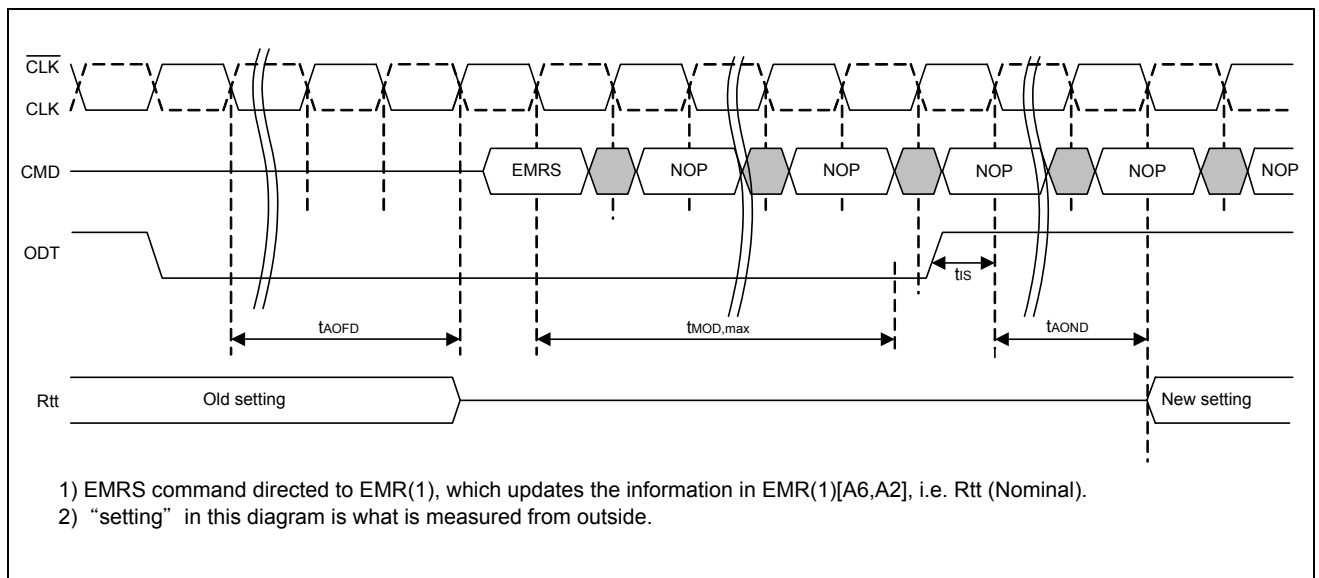 CLK
CLK
CMD
EMRS
NOP
NOP
NOP
NOP
NOP
ODT
tIS
tAOFD
tMOD,max
tAOND
Rtt
Old setting
New setting
1) EMRS command directed to EMR(1), which updates the information in EMR(1)[A6,A2], i.e. Rtt (Nominal).
2) “setting” in this diagram is what is measured from outside.